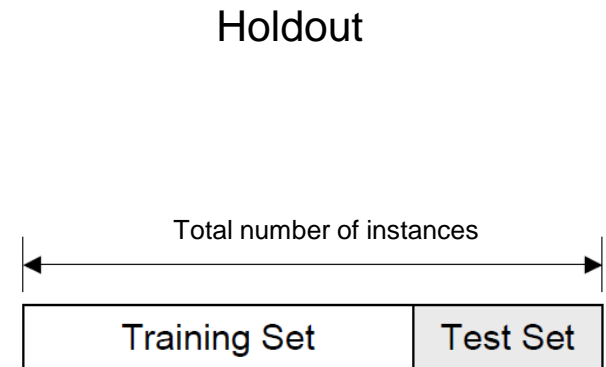 Holdout
Total number of instances
Training Set
Test Set